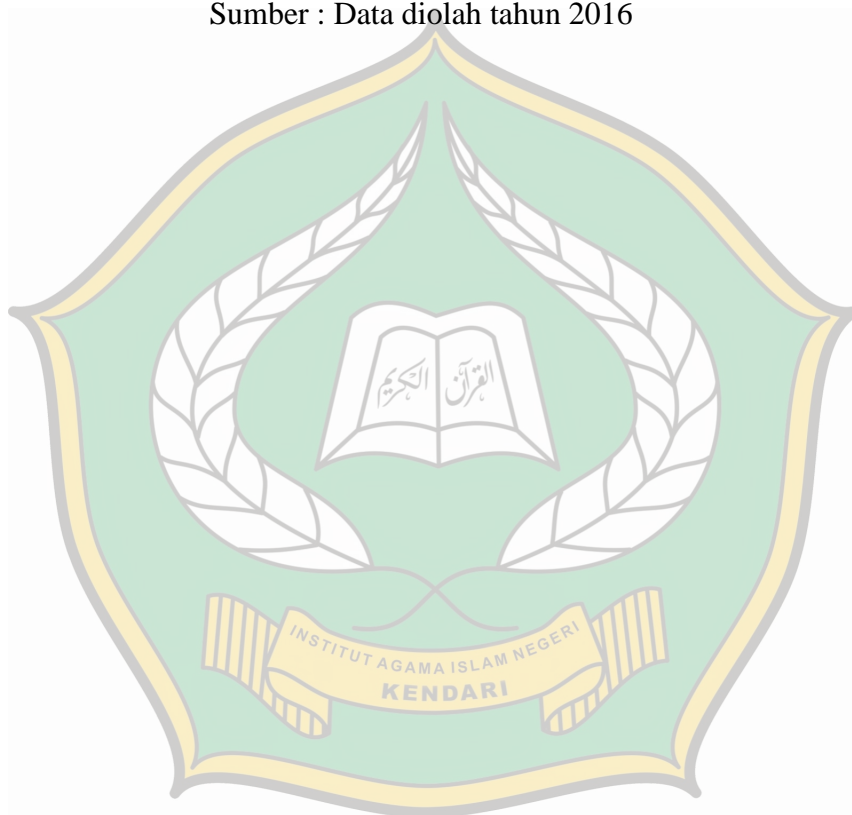 Sumber : Data diolah tahun 2016
القرآن الكريم
INSTITUT AGAMA ISLAM NEGERI
KENDARI